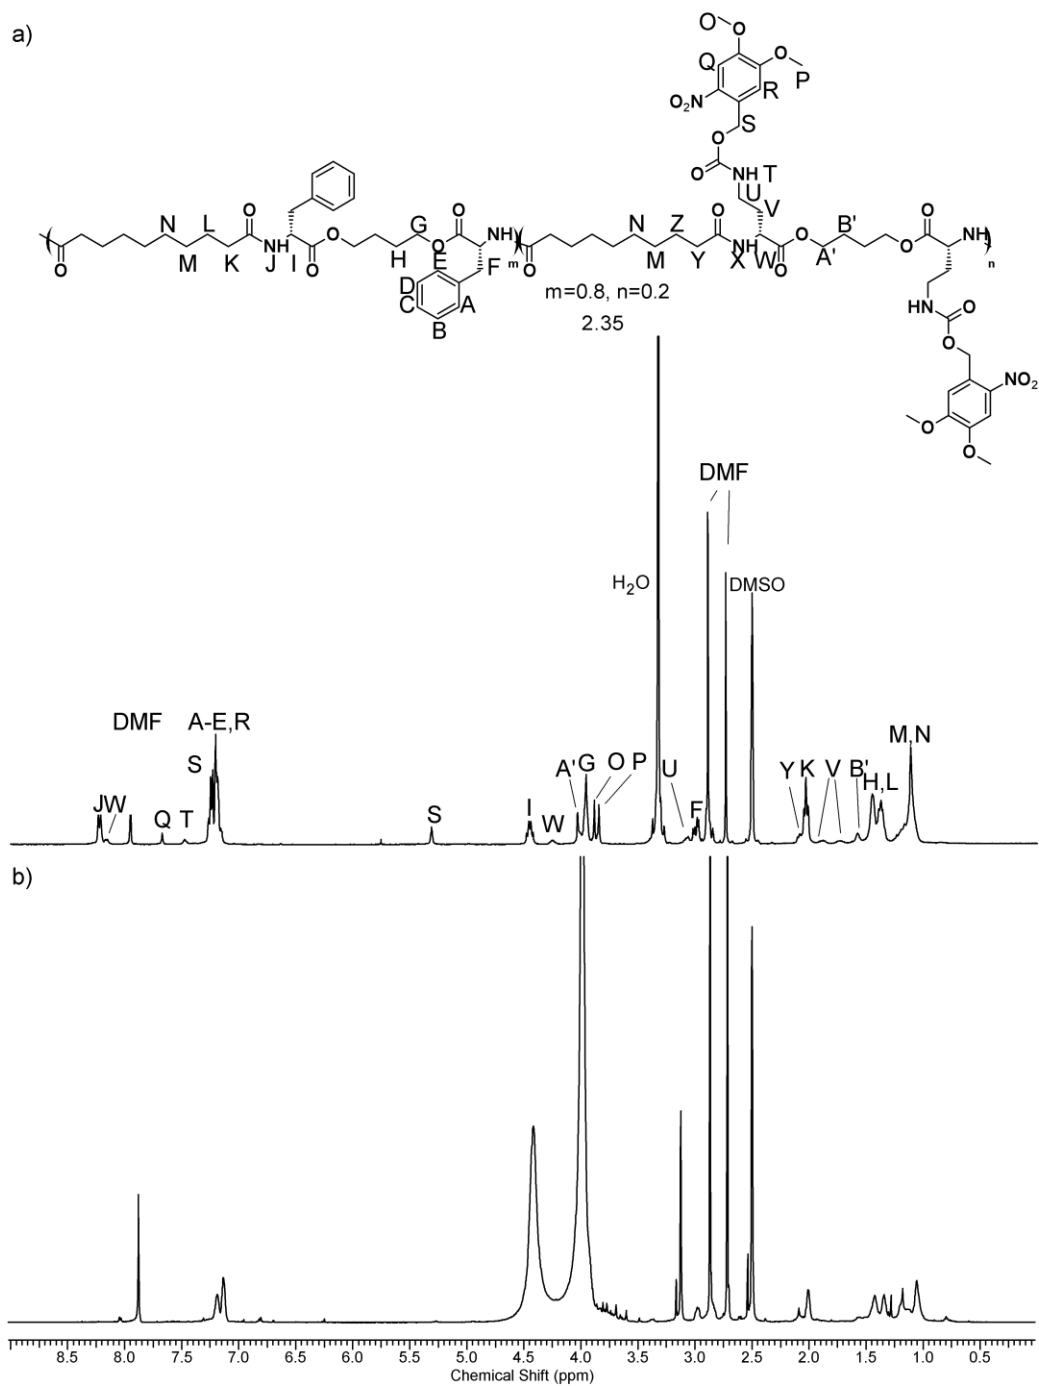 a)
O O
Q O P
O₂N R
S
O
O NH T
U
V
N L O G O N Z O B' O
NH O O NH O NH O O NH
O M K J I O H E F m O M Y X W O A' n
D
C A
B
m=0.8, n=0.2
2.35
HN O
O
NO₂
O
O
DMF
H₂O
DMSO
DMF A-E,R
S
M,N
J W
Q T
S
I
W
A' G O P U
F
Y K V B' H,L
b)
8.5 8.0 7.5 7.0 6.5 6.0 5.5 5.0 4.5 4.0 3.5 3.0 2.5 2.0 1.5 1.0 0.5
Chemical Shift (ppm)